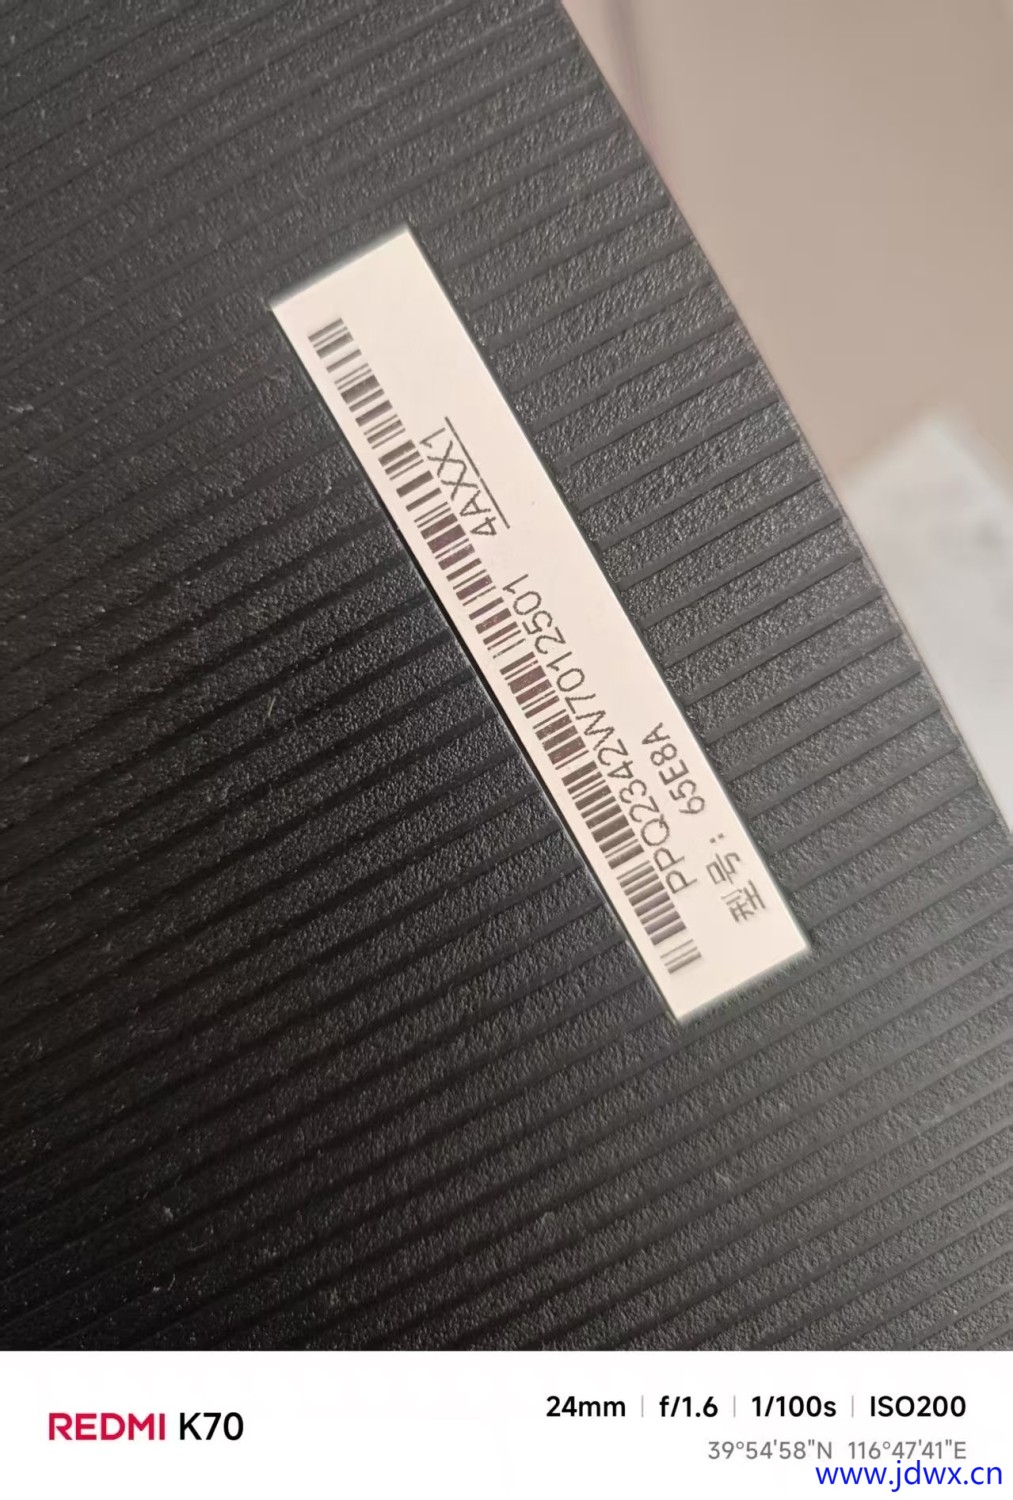 4AXX1
PPQ2342W7012501
型号: 65E8A
REDMI K70
24mm | f/1.6 | 1/100s | ISO200
39°54'58"N 116°47'41"E
www.jdwx.cn